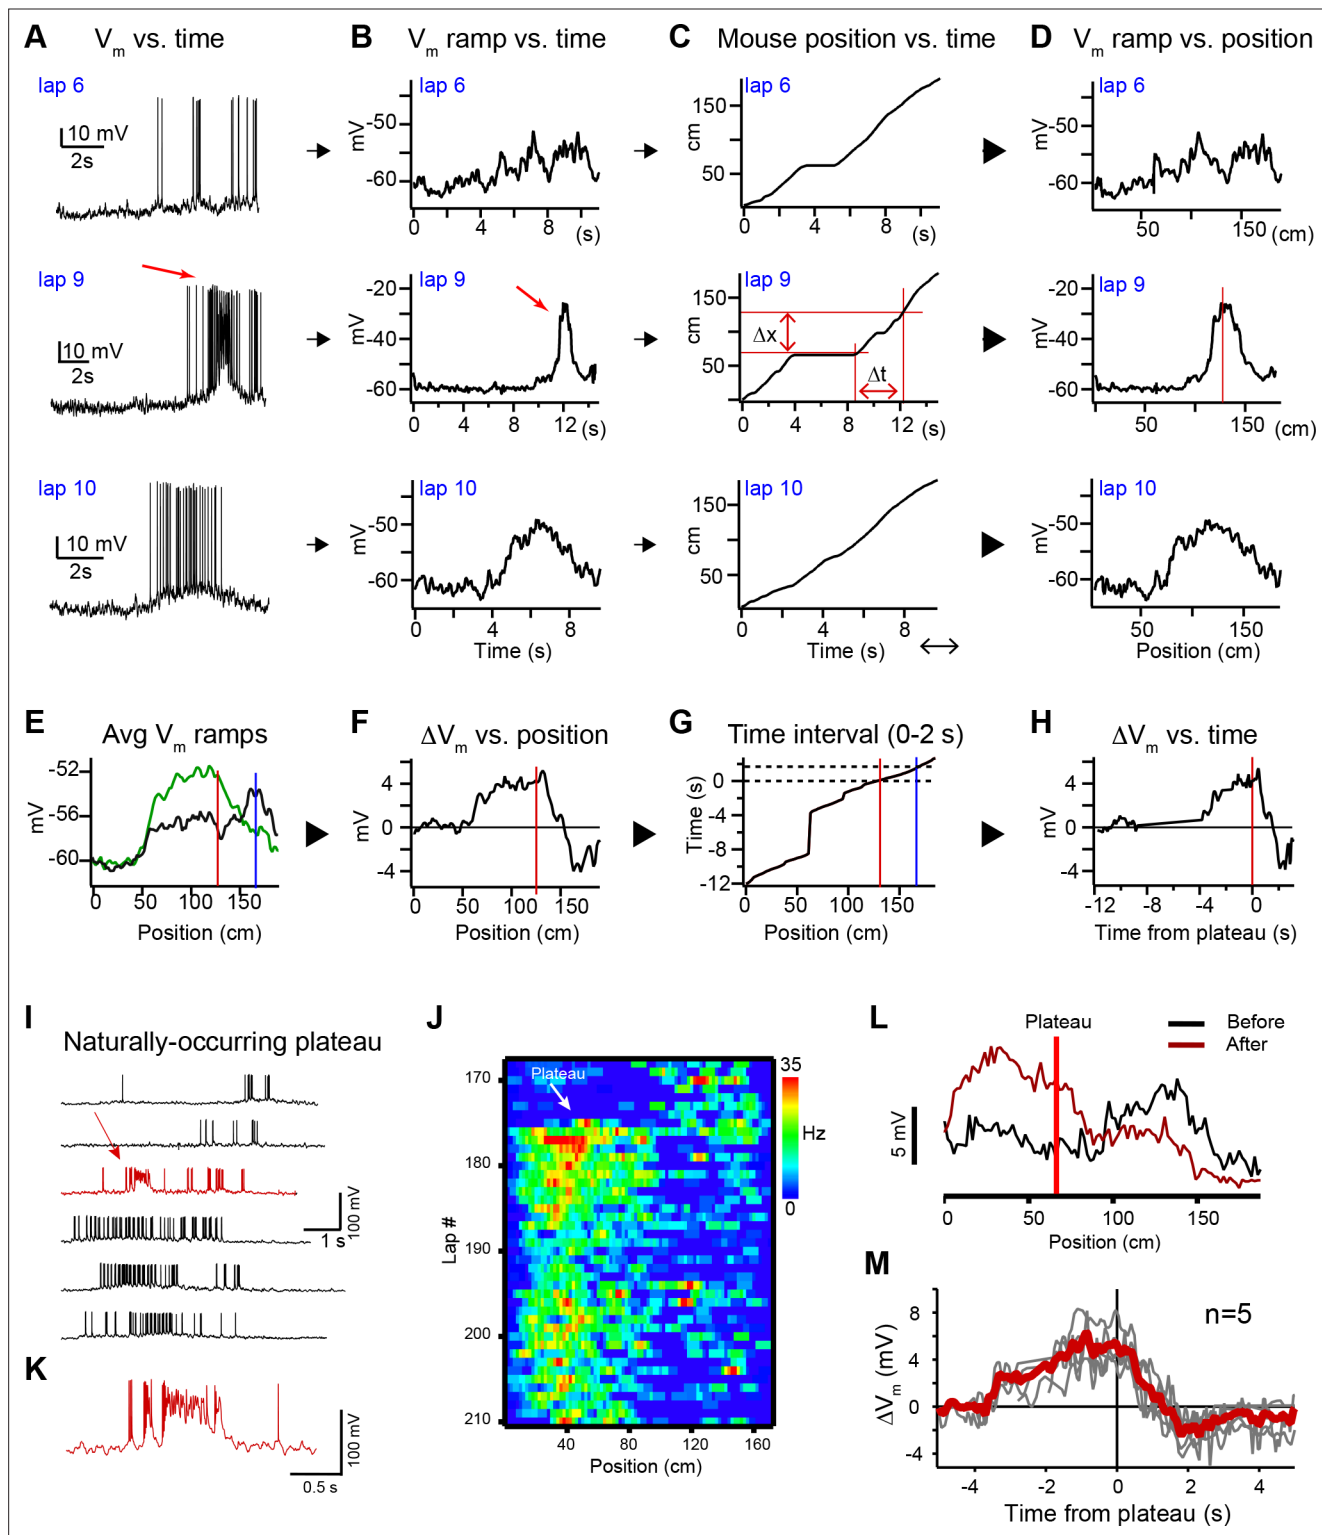 A V_m vs. time
B V_m ramp vs. time
C Mouse position vs. time
D V_m ramp vs. position
lap 6
10 mV
2s
lap 6
mV
-50
-60
0 4 8 (s)
lap 6
cm
150
50
0 4 8 (s)
lap 6
mV
-50
-60
50 150 (cm)
lap 9
10 mV
2s
lap 9
mV
-20
-40
-60
0 4 8 12 (s)
lap 9
cm
150
50
Δx
Δt
0 4 8 12 (s)
lap 9
mV
-20
-40
-60
50 150 (cm)
lap 10
10 mV
2s
lap 10
mV
-50
-60
0 4 8
Time (s)
lap 10
cm
150
50
0 4 8
Time (s)
lap 10
mV
-50
-60
50 150
Position (cm)
E Avg V_m ramps
mV
-52
-56
-60
0 50 100 150
Position (cm)
F ΔV_m vs. position
mV
4
0
-4
0 50 100 150
Position (cm)
G Time interval (0-2 s)
Time (s)
0
-4
-8
-12
0 50 100 150
Position (cm)
H ΔV_m vs. time
mV
4
0
-4
-12 -8 -4 0
Time from plateau (s)
I
Naturally-occurring plateau
100 mV
1 s
J
Plateau
Lap #
170
180
190
200
210
40 80 120 160
Position (cm)
35
Hz
0
K
100 mV
0.5 s
L
Plateau
Before
After
5 mV
0 50 100 150
Position (cm)
M
n=5
ΔV_m (mV)
8
4
0
-4
-4 -2 0 2 4
Time from plateau (s)